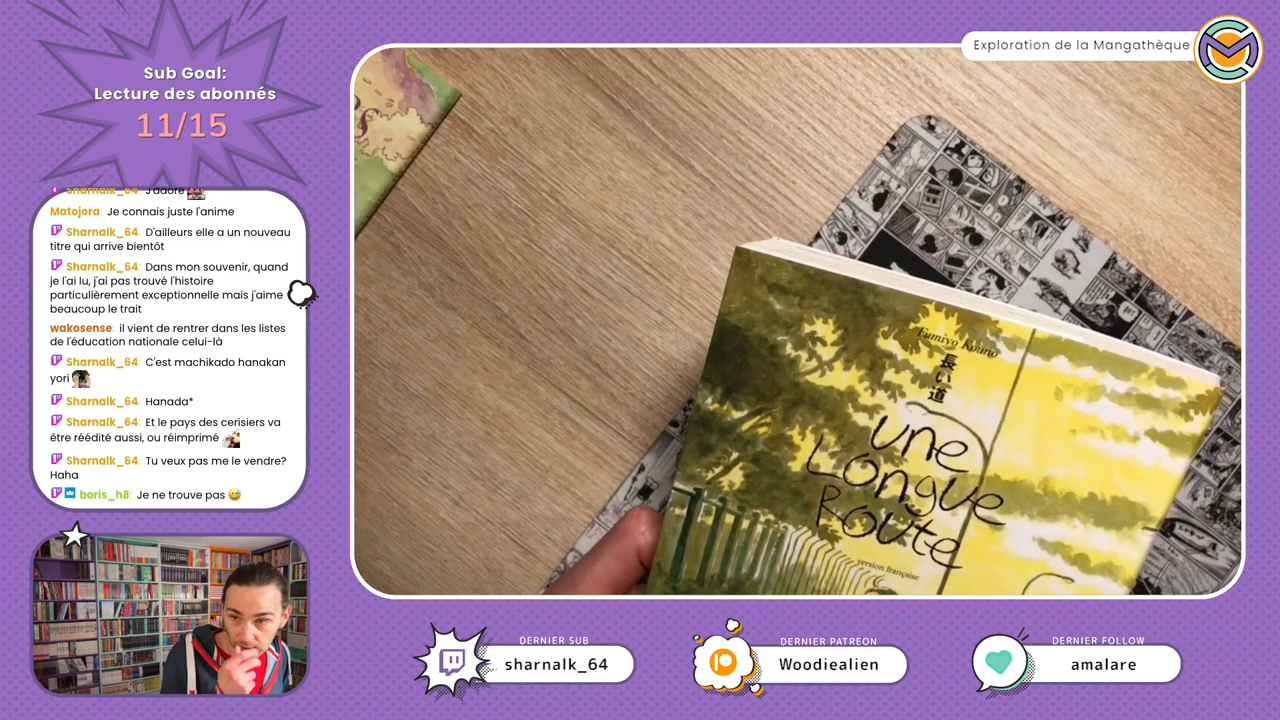 Sub Goal:
Lecture des abonnés
11/15
Exploration de la Mangathèque
Sharnalk_64: J'adore
Matojora: Je connais juste l'anime
Sharnalk_64: D'ailleurs elle a un nouveau
titre qui arrive bientôt
Sharnalk_64: Dans mon souvenir, quand
je l'ai lu, j'ai pas trouvé l'histoire
particulièrement exceptionnelle mais j'aime
beaucoup le trait
wakosense: il vient de rentrer dans les listes
de l'éducation nationale celui-là
Sharnalk_64: C'est machikado hanakan
yori
Sharnalk_64: Hanada*
Sharnalk_64: Et le pays des cerisiers va
être réédité aussi, ou réimprimé
Sharnalk_64: Tu veux pas me le vendre?
Haha
boris_h8: Je ne trouve pas 😅
Fumiyo Kouno
長い道
une
Longue
Route
version française
DERNIER SUB
sharnalk_64
DERNIER PATREON
Woodiealien
DERNIER FOLLOW
amalare